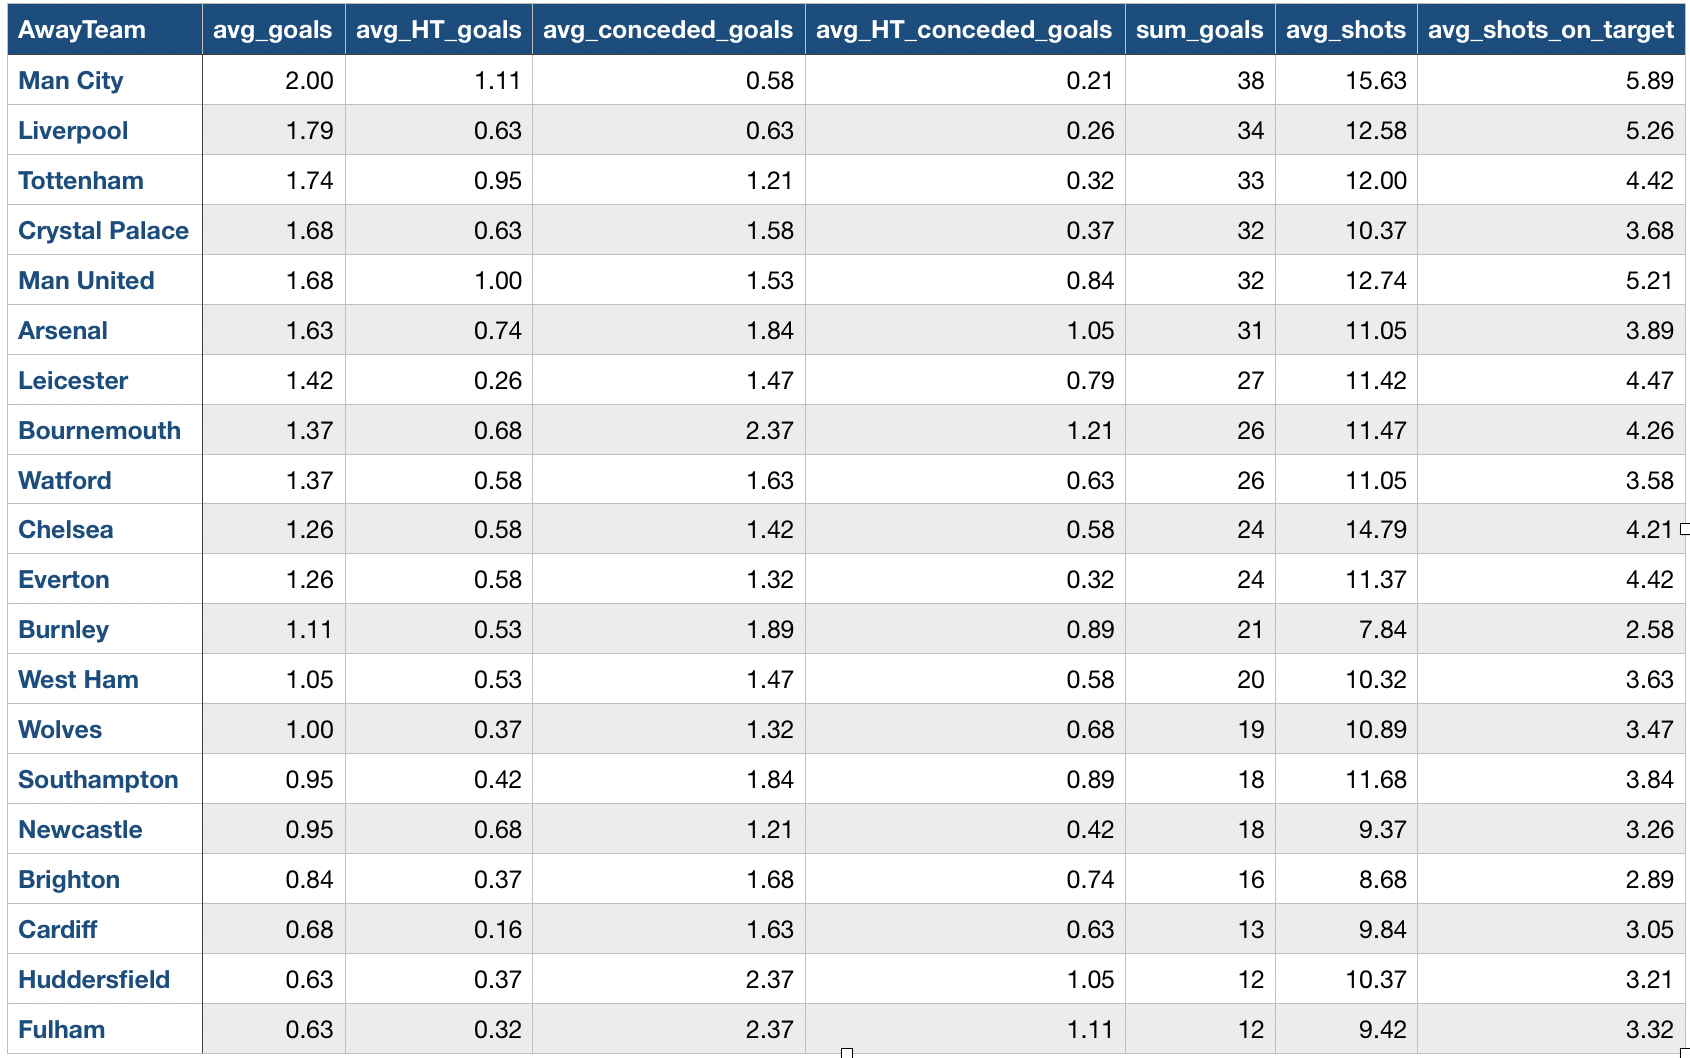 AwayTeam avg_goals avg_HT_goals avg_conceded_goals avg_HT_conceded_goals sum_goals avg_shots avg_shots_on_target
Man City 2.00 1.11 0.58 0.21 38 15.63 5.89
Liverpool 1.79 0.63 0.63 0.26 34 12.58 5.26
Tottenham 1.74 0.95 1.21 0.32 33 12.00 4.42
Crystal Palace 1.68 0.63 1.58 0.37 32 10.37 3.68
Man United 1.68 1.00 1.53 0.84 32 12.74 5.21
Arsenal 1.63 0.74 1.84 1.05 31 11.05 3.89
Leicester 1.42 0.26 1.47 0.79 27 11.42 4.47
Bournemouth 1.37 0.68 2.37 1.21 26 11.47 4.26
Watford 1.37 0.58 1.63 0.63 26 11.05 3.58
Chelsea 1.26 0.58 1.42 0.58 24 14.79 4.21
Everton 1.26 0.58 1.32 0.32 24 11.37 4.42
Burnley 1.11 0.53 1.89 0.89 21 7.84 2.58
West Ham 1.05 0.53 1.47 0.58 20 10.32 3.63
Wolves 1.00 0.37 1.32 0.68 19 10.89 3.47
Southampton 0.95 0.42 1.84 0.89 18 11.68 3.84
Newcastle 0.95 0.68 1.21 0.42 18 9.37 3.26
Brighton 0.84 0.37 1.68 0.74 16 8.68 2.89
Cardiff 0.68 0.16 1.63 0.63 13 9.84 3.05
Huddersfield 0.63 0.37 2.37 1.05 12 10.37 3.21
Fulham 0.63 0.32 2.37 1.11 12 9.42 3.32